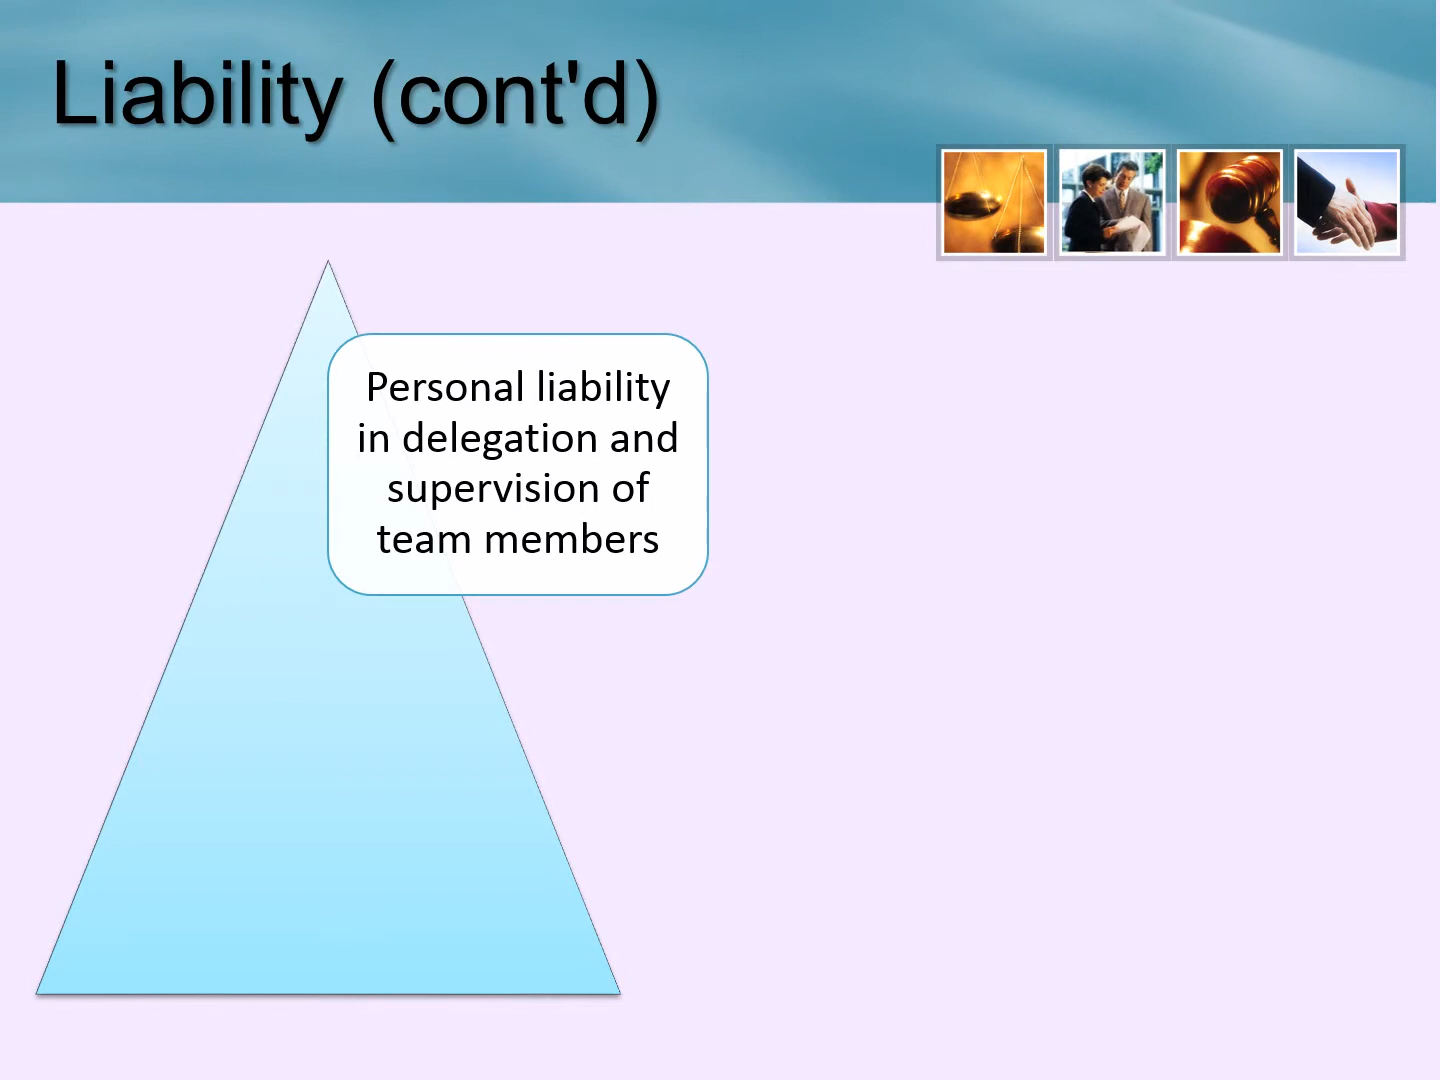 Liability (cont'd)
Personal liability
in delegation and
supervision of
team members